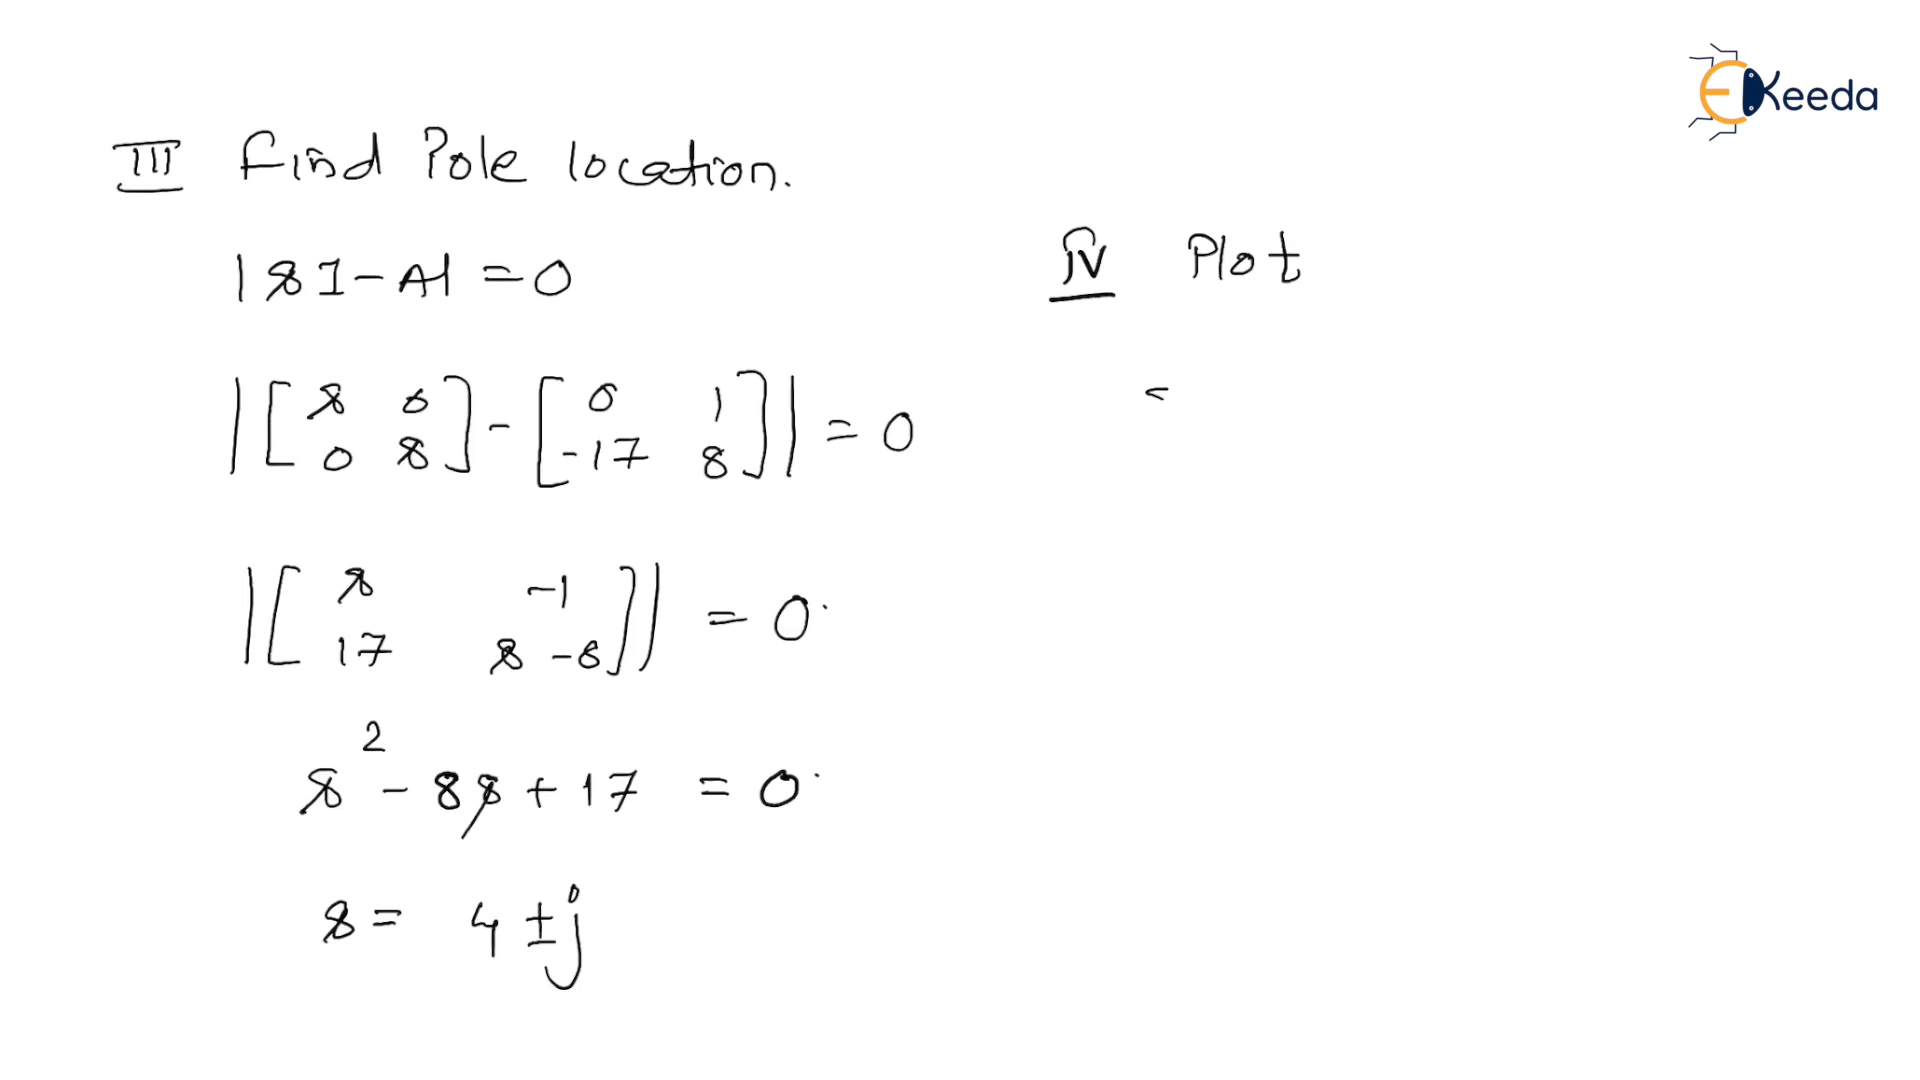 EKeeda
III Find Pole location.
|sI-A| = 0
|[s 0
0 s] - [0 1
-17 8]| = 0
|[s -1
17 s-8]| = 0.
s² - 8s + 17 = 0.
s = 4 ± j
IV Plot